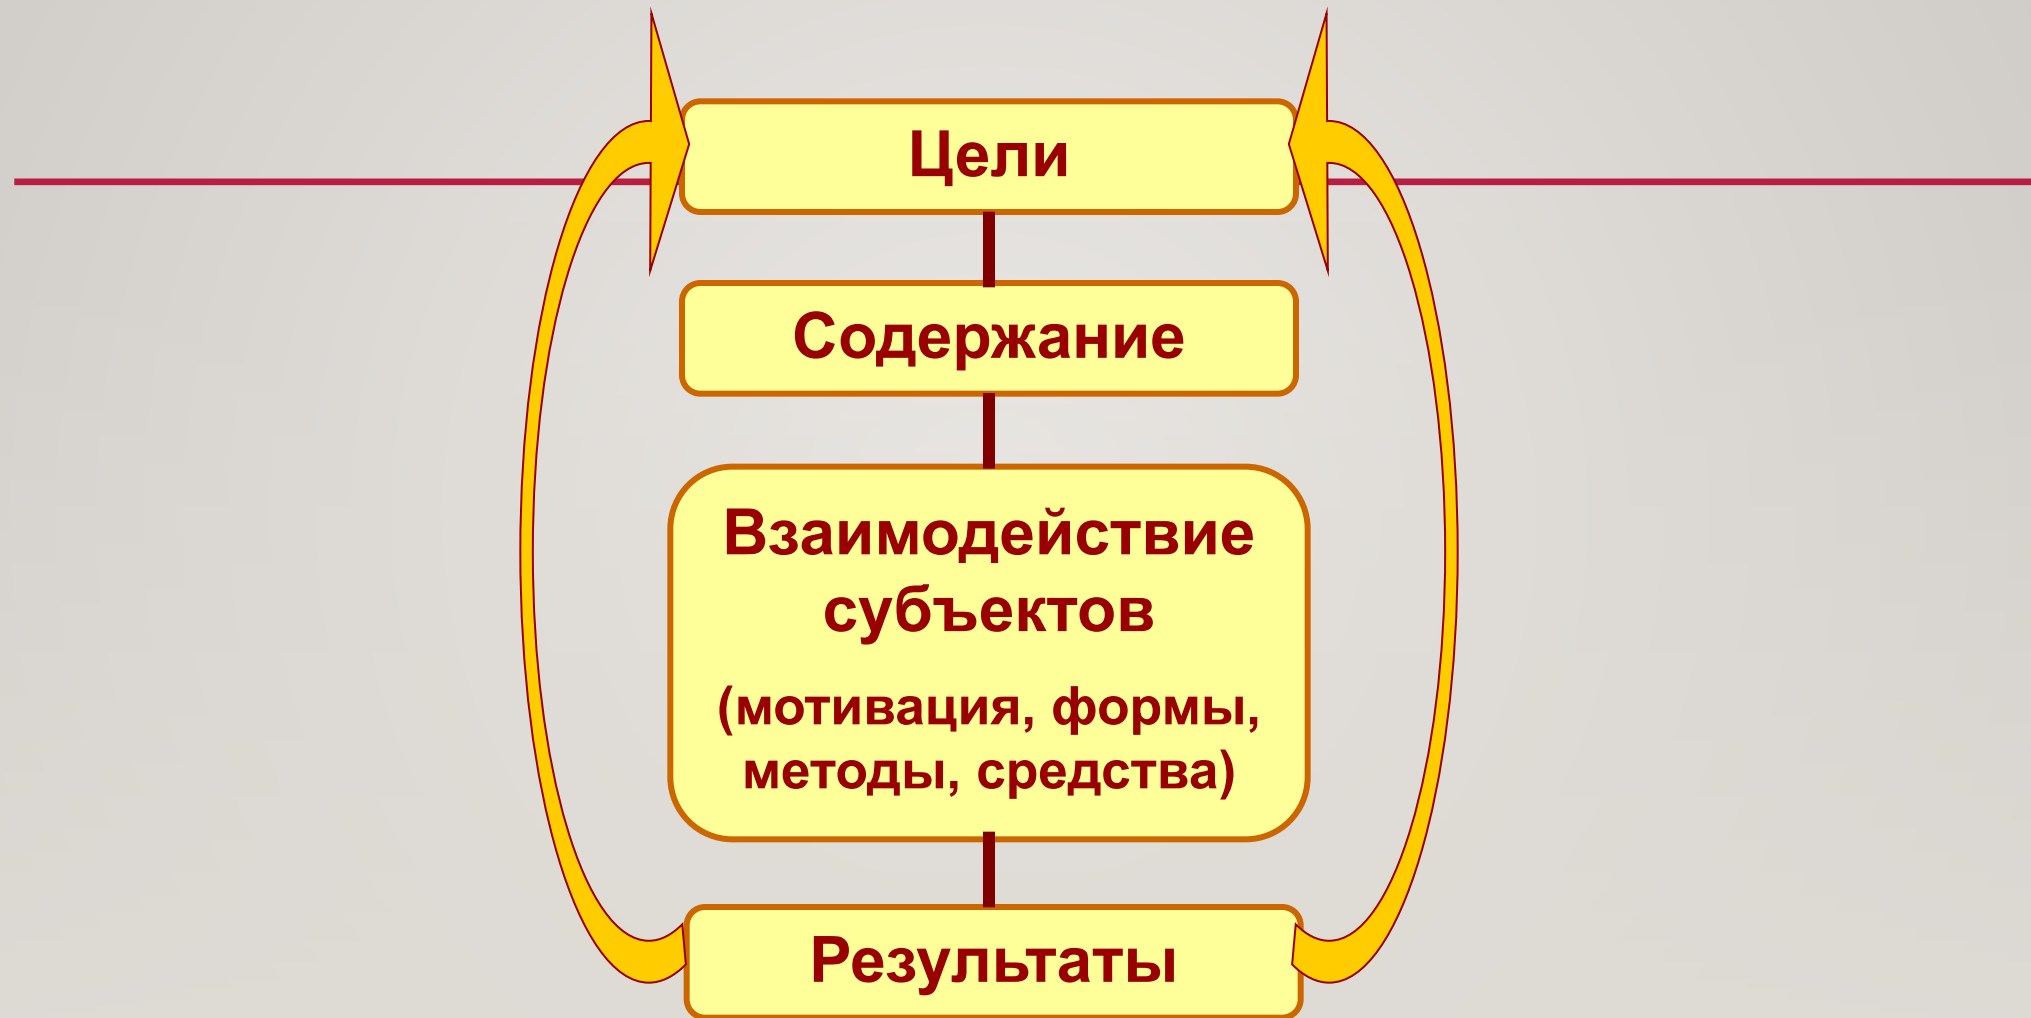 Цели
Содержание
Взаимодействие
субъектов
(мотивация, формы,
методы, средства)
Результаты